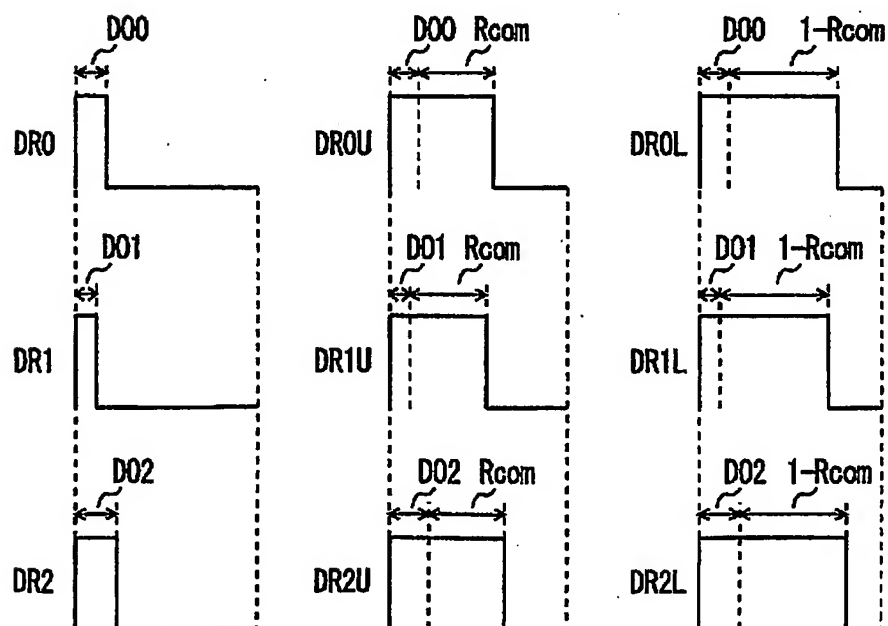 D00 D00 Rcom D00 1-Rcom
DR0 DR0U DR0L
D01 D01 Rcom D01 1-Rcom
DR1 DR1U DR1L
D02 D02 Rcom D02 1-Rcom
DR2 DR2U DR2L